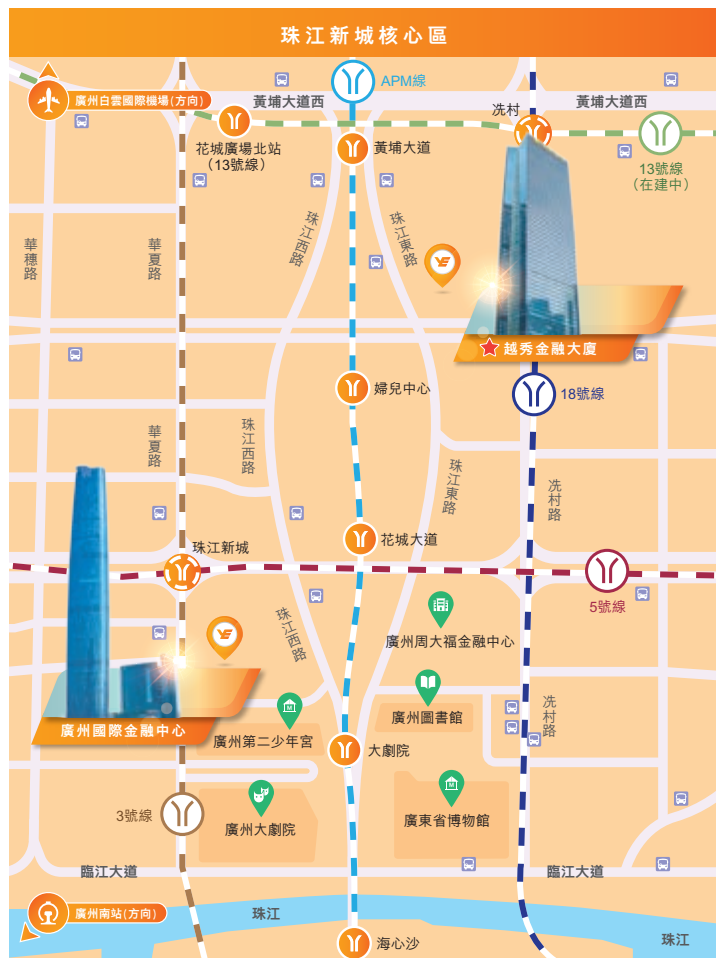 珠江新城核心區
APM線
黃埔大道西
冼村
黃埔大道西
廣州白雲國際機場(方向)
花城廣場北站
(13號線)
黃埔大道
13號線
(在建中)
珠江西路
珠江東路
華穗路
華夏路
越秀金融大廈
婦兒中心
18號線
華夏路
珠江西路
珠江東路
冼村路
花城大道
珠江新城
5號線
珠江西路
廣州周大福金融中心
廣州國際金融中心
廣州第二少年宮
M
廣州圖書館
冼村路
大劇院
3號線
廣州大劇院
M
廣東省博物館
臨江大道
臨江大道
廣州南站(方向)
珠江
珠江
海心沙